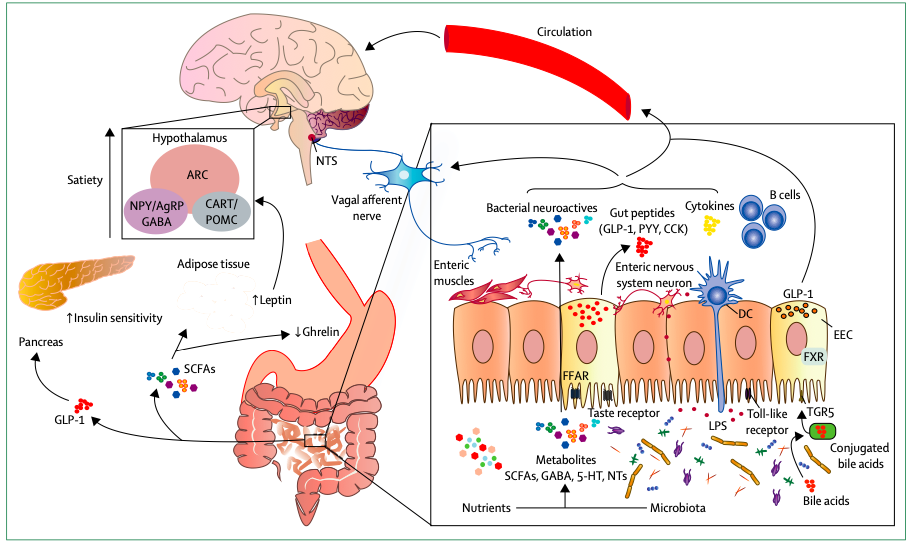 Circulation
Hypothalamus
ARC
NPY/AgRP
GABA
CART/
POMC
Satiety
NTS
Vagal afferent
nerve
Adipose tissue
↑Leptin
↑Insulin sensitivity
↓Ghrelin
Pancreas
SCFAs
GLP-1
Bacterial neuroactives
Gut peptides
(GLP-1, PYY, CCK)
Cytokines
B cells
Enteric
muscles
Enteric nervous
system neuron
GLP-1
DC
EEC
FXR
FFAR
Taste receptor
LPS
Toll-like
receptor
TGR5
Conjugated
bile acids
Metabolites
SCFAs, GABA, 5-HT, NTs
Bile acids
Nutrients
Microbiota